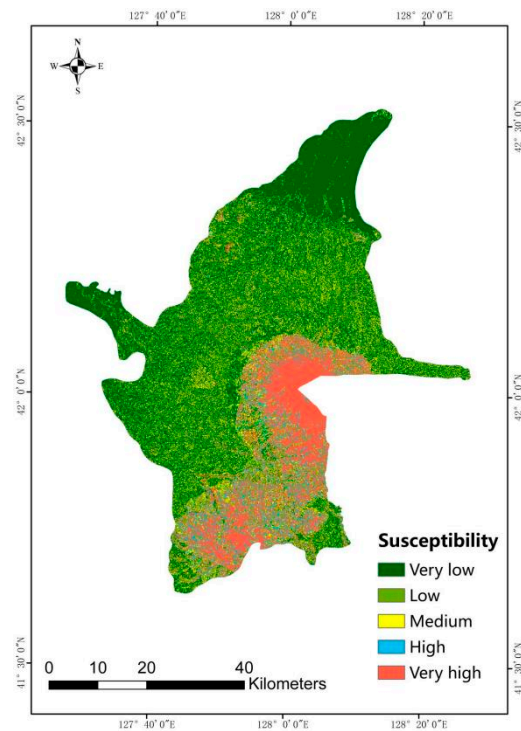 127° 40′ 0″E 128° 0′ 0″E 128° 20′ 0″E
N
W E
S
42° 30′ 0″N 42° 30′ 0″N
42° 0′ 0″N 42° 0′ 0″N
Susceptibility
Very low
Low
Medium
High
Very high
41° 30′ 0″N 41° 30′ 0″N
0 10 20 40
Kilometers
127° 40′ 0″E 128° 0′ 0″E 128° 20′ 0″E